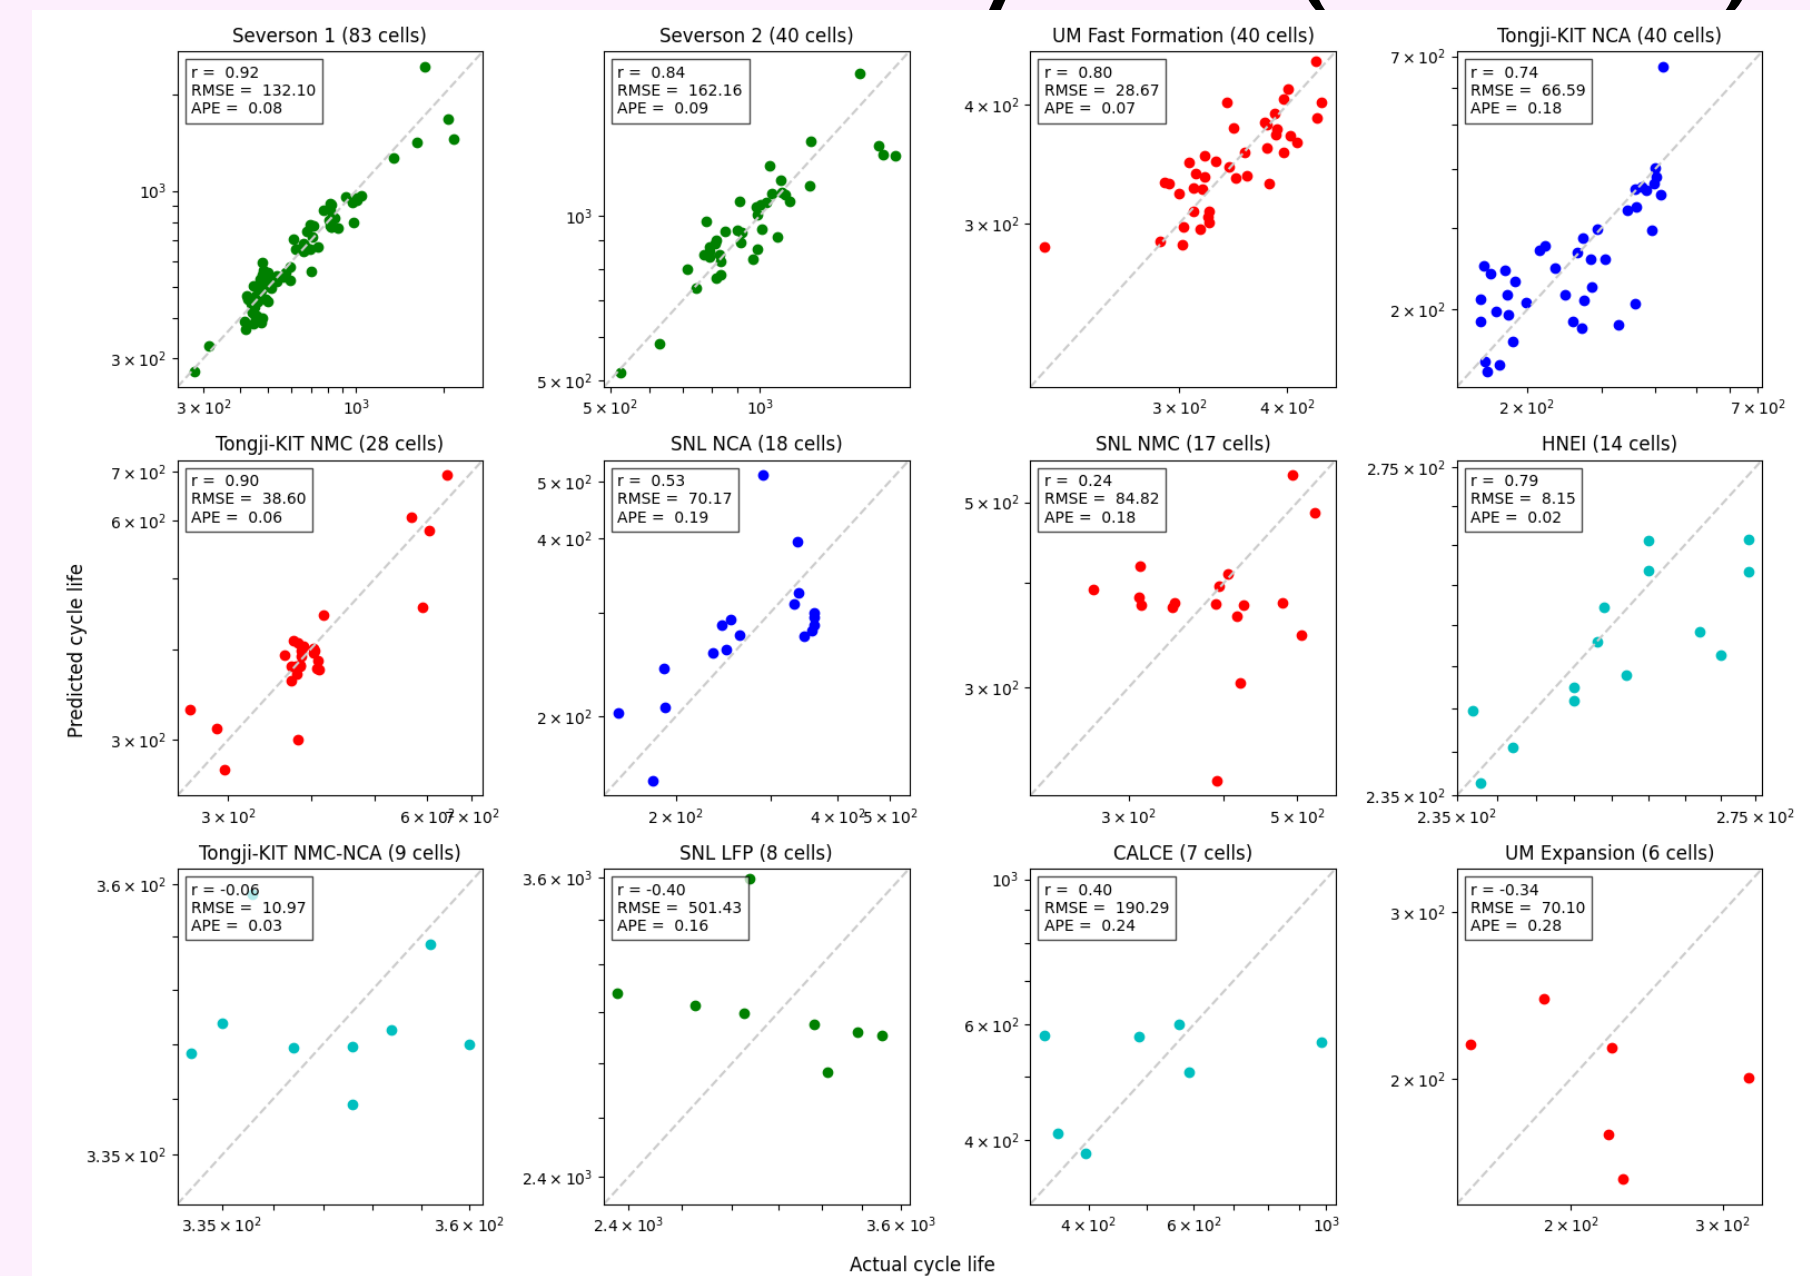 Severson 1 (83 cells)
r = 0.92
RMSE = 132.10
APE = 0.08
10³
3 × 10²
3 × 10²
10³
Severson 2 (40 cells)
r = 0.84
RMSE = 162.16
APE = 0.09
10³
5 × 10²
5 × 10²
10³
UM Fast Formation (40 cells)
r = 0.80
RMSE = 28.67
APE = 0.07
4 × 10²
3 × 10²
3 × 10²
4 × 10²
Tongji-KIT NCA (40 cells)
r = 0.74
RMSE = 66.59
APE = 0.18
7 × 10²
2 × 10²
2 × 10²
7 × 10²
Predicted cycle life
Tongji-KIT NMC (28 cells)
r = 0.90
RMSE = 38.60
APE = 0.06
7 × 10²
6 × 10²
3 × 10²
3 × 10²
6 × 10²
7 × 10²
SNL NCA (18 cells)
r = 0.53
RMSE = 70.17
APE = 0.19
5 × 10²
4 × 10²
2 × 10²
2 × 10²
4 × 10²
5 × 10²
SNL NMC (17 cells)
r = 0.24
RMSE = 84.82
APE = 0.18
5 × 10²
3 × 10²
3 × 10²
5 × 10²
HNEI (14 cells)
r = 0.79
RMSE = 8.15
APE = 0.02
2.75 × 10²
2.35 × 10²
2.35 × 10²
2.75 × 10²
Tongji-KIT NMC-NCA (9 cells)
r = -0.06
RMSE = 10.97
APE = 0.03
3.6 × 10²
3.35 × 10²
3.35 × 10²
3.6 × 10²
SNL LFP (8 cells)
r = -0.40
RMSE = 501.43
APE = 0.16
3.6 × 10³
2.4 × 10³
2.4 × 10³
3.6 × 10³
CALCE (7 cells)
r = 0.40
RMSE = 190.29
APE = 0.24
10³
6 × 10²
4 × 10²
4 × 10²
6 × 10²
10³
UM Expansion (6 cells)
r = -0.34
RMSE = 70.10
APE = 0.28
3 × 10²
2 × 10²
2 × 10²
3 × 10²
Actual cycle life